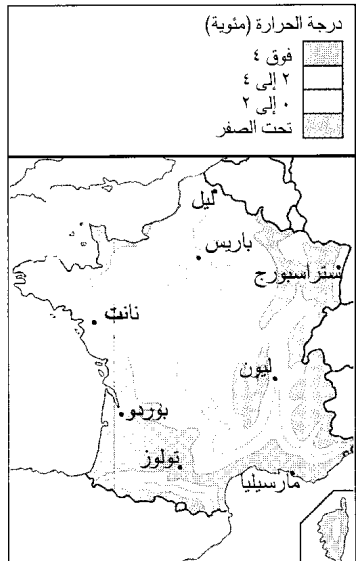 درجة الحرارة (مئوية)
فوق ٤
٢ إلى ٤
٠ إلى ٢
تحت الصفر
ليل
باريس
ستراسبورج
نانت
ليون
بوردو
تولوز
مارسيليا